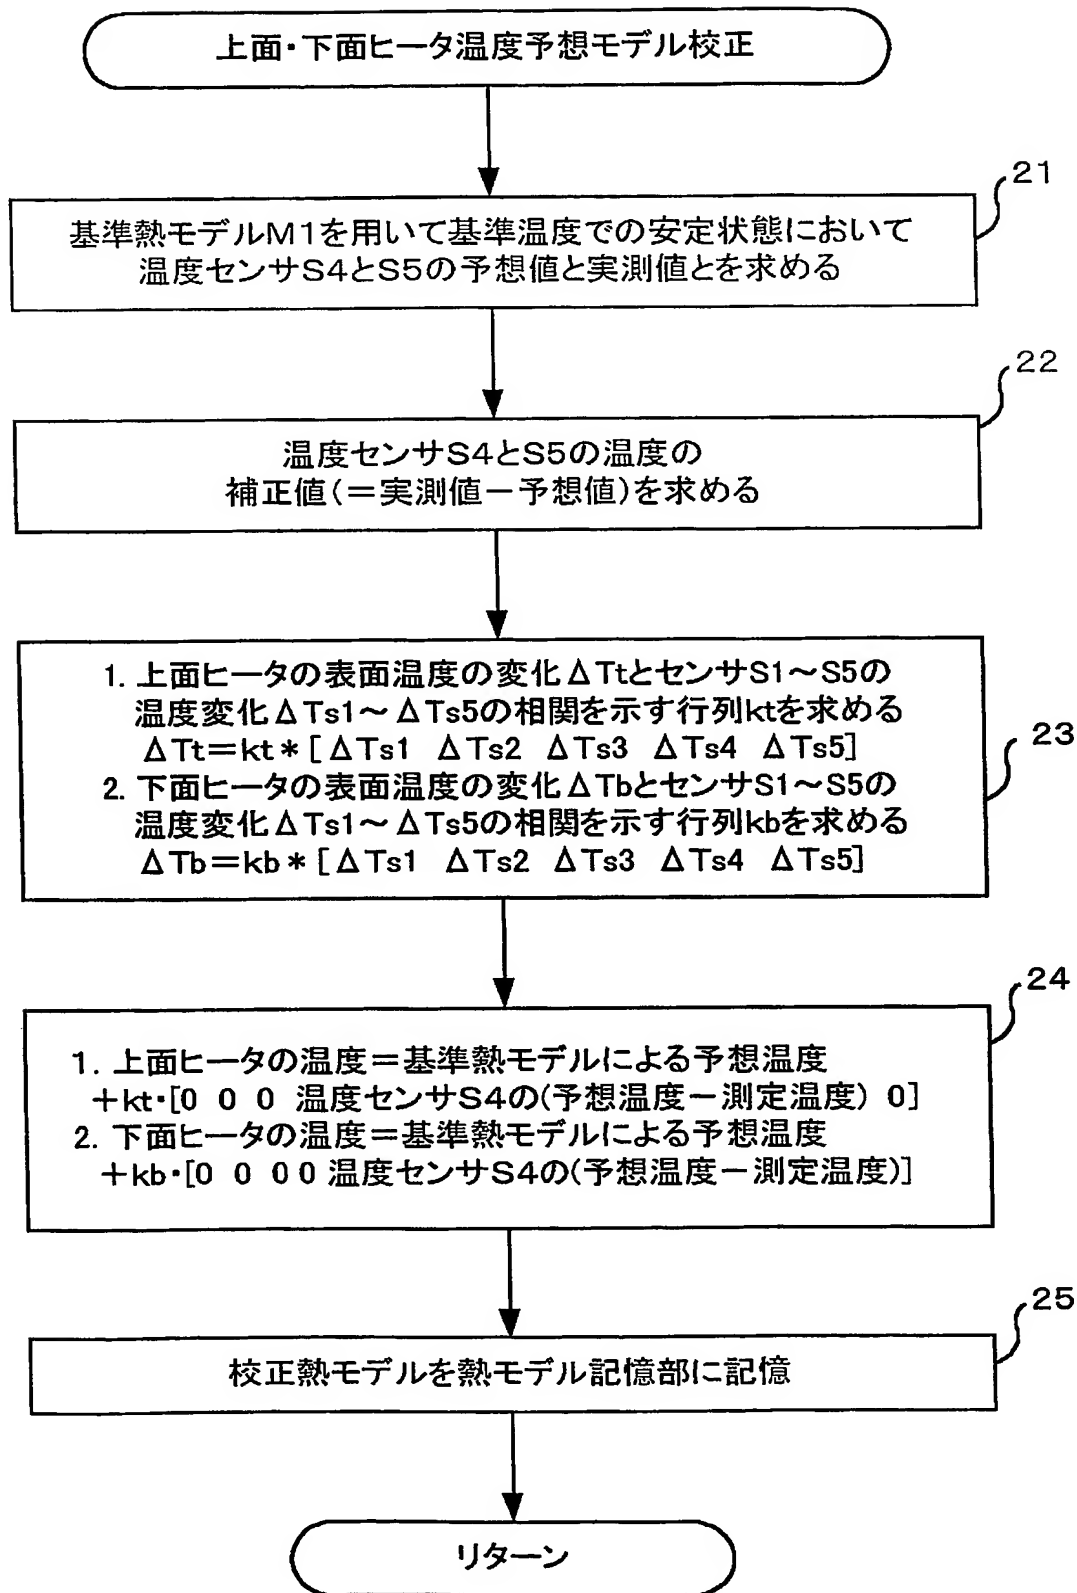 上面・下面ヒータ温度予想モデル校正
21
基準熱モデルM1を用いて基準温度での安定状態において
温度センサS4とS5の予想値と実測値とを求める
22
温度センサS4とS5の温度の
補正値(=実測値-予想値)を求める
23
1. 上面ヒータの表面温度の変化ΔTtとセンサS1~S5の
温度変化ΔTs1~ΔTs5の相関を示す行列ktを求める
ΔTt=kt*[ΔTs1 ΔTs2 ΔTs3 ΔTs4 ΔTs5]
2. 下面ヒータの表面温度の変化ΔTbとセンサS1~S5の
温度変化ΔTs1~ΔTs5の相関を示す行列kbを求める
ΔTb=kb*[ΔTs1 ΔTs2 ΔTs3 ΔTs4 ΔTs5]
24
1. 上面ヒータの温度=基準熱モデルによる予想温度
+kt・[0 0 0 温度センサS4の(予想温度-測定温度) 0]
2. 下面ヒータの温度=基準熱モデルによる予想温度
+kb・[0 0 0 0 温度センサS4の(予想温度-測定温度)]
25
校正熱モデルを熱モデル記憶部に記憶
リターン